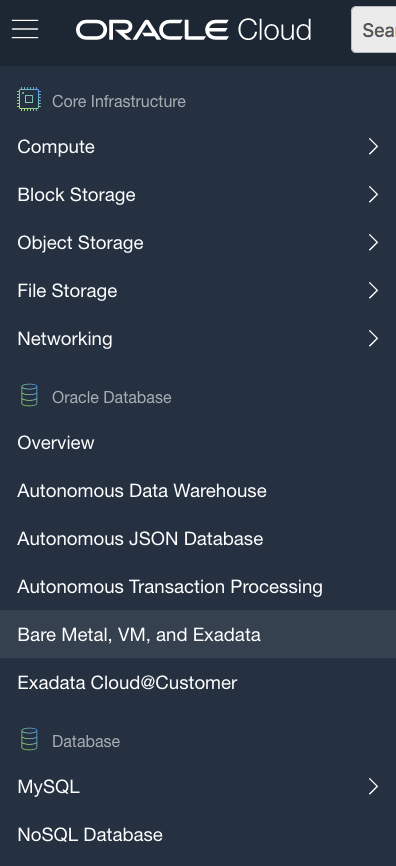 ORACLE Cloud
Sea
Core Infrastructure
Compute
Block Storage
Object Storage
File Storage
Networking
Oracle Database
Overview
Autonomous Data Warehouse
Autonomous JSON Database
Autonomous Transaction Processing
Bare Metal, VM, and Exadata
Exadata Cloud@Customer
Database
MySQL
NoSQL Database